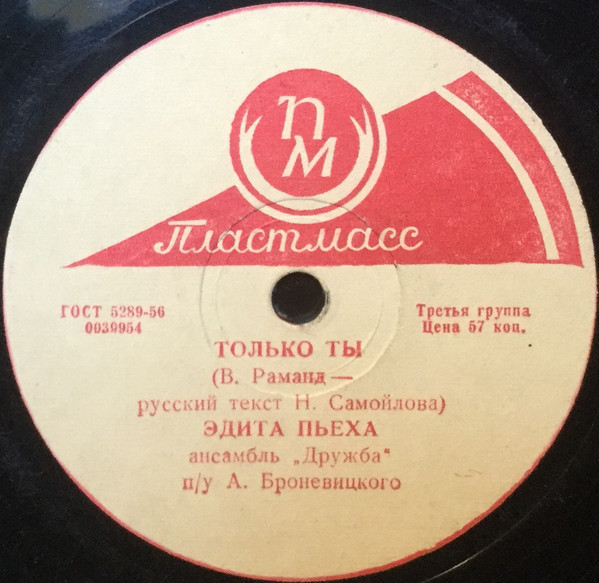 ПМ
Пластмасс
ГОСТ 5289-56
0039954
Третья группа
Цена 57 коп.
ТОЛЬКО ТЫ
(В. Раманд —
русский текст Н. Самойлова)
ЭДИТА ПЬЕХА
ансамбль „Дружба"
п/у А. Броневицкого